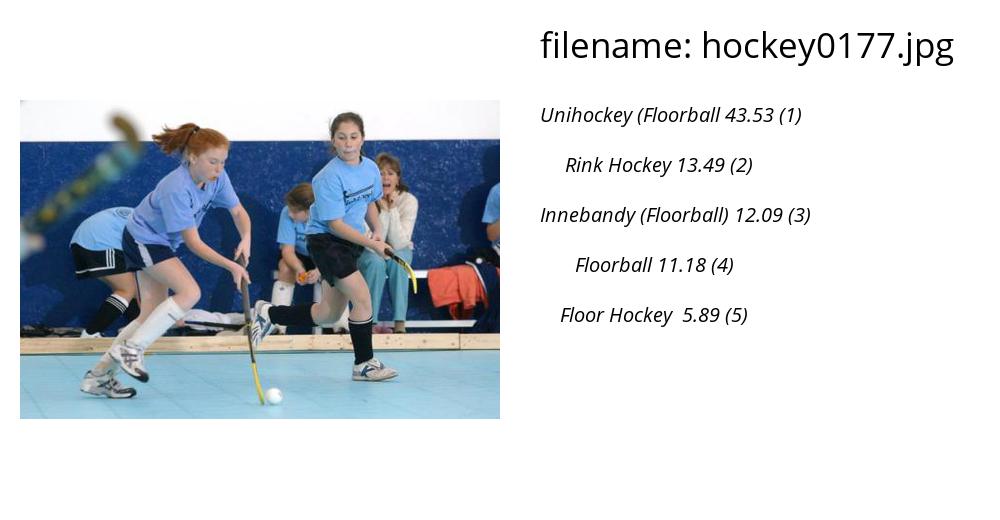 filename: hockey0177.jpg
Unihockey (Floorball 43.53 (1)
Rink Hockey 13.49 (2)
Innebandy (Floorball) 12.09 (3)
Floorball 11.18 (4)
Floor Hockey  5.89 (5)